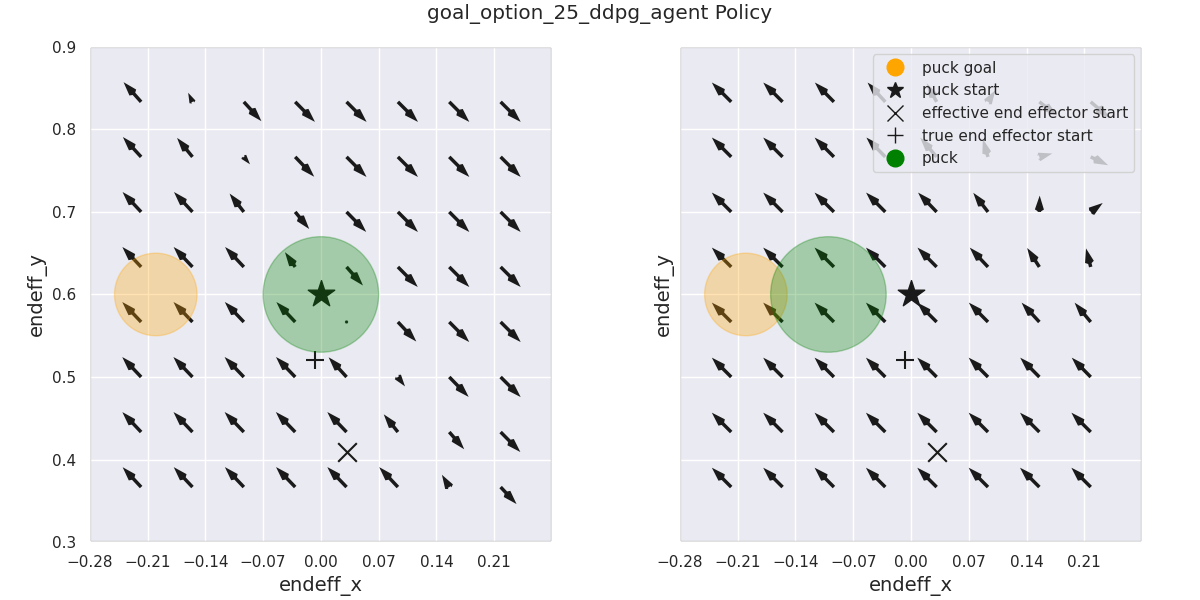 goal_option_25_ddpg_agent Policy
endeff_y
0.9
0.8
0.7
0.6
0.5
0.4
0.3
−0.28 −0.21 −0.14 −0.07 0.00 0.07 0.14 0.21
endeff_x
endeff_y
puck goal
puck start
effective end effector start
true end effector start
puck
−0.28 −0.21 −0.14 −0.07 0.00 0.07 0.14 0.21
endeff_x